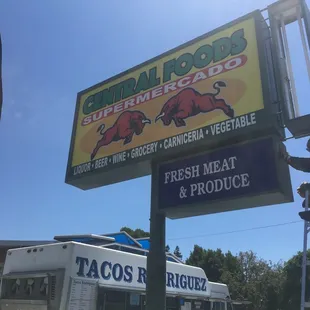 CENTRAL FOODS
SUPERMERCADO
LIQUOR • BEER • WINE • GROCERY • CARNICERIA • VEGETABLE
FRESH MEAT
& PRODUCE
TACOS RODRIGUEZ